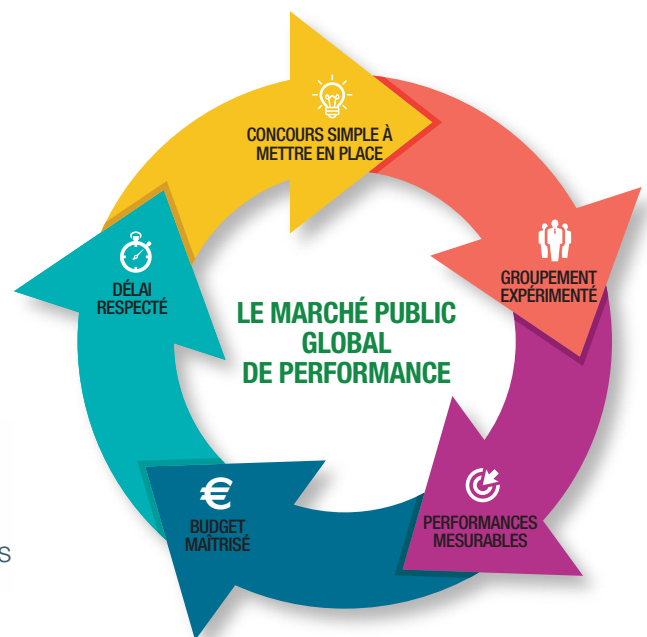 CONCOURS SIMPLE À
METTRE EN PLACE
GROUPEMENT
EXPÉRIMENTÉ
PERFORMANCES
MESURABLES
€
BUDGET
MAÎTRISÉ
DÉLAI
RESPECTÉ
LE MARCHÉ PUBLIC
GLOBAL
DE PERFORMANCE
S